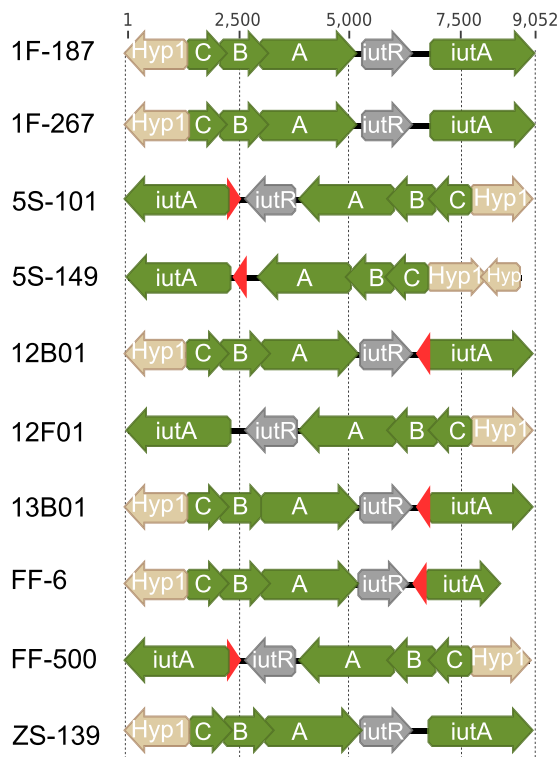 1 2,500 5,000 7,500 9,052
1F-187 Hyp1 C B A iutR iutA
1F-267 Hyp1 C B A iutR iutA
5S-101 iutA iutR A B C Hyp1
5S-149 iutA A B C Hyp1 Hyp
12B01 Hyp1 C B A iutR iutA
12F01 iutA iutR A B C Hyp1
13B01 Hyp1 C B A iutR iutA
FF-6 Hyp1 C B A iutR iutA
FF-500 iutA iutR A B C Hyp1
ZS-139 Hyp1 C B A iutR iutA